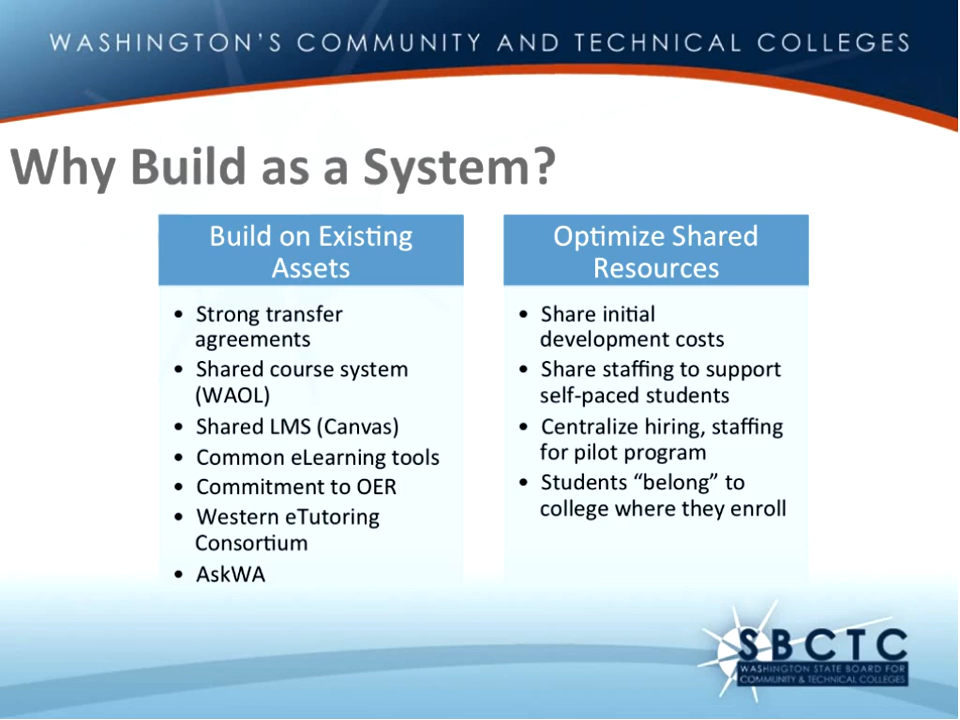 WASHINGTON'S COMMUNITY AND TECHNICAL COLLEGES
Why Build as a System?
Build on Existing
Assets
• Strong transfer
agreements
• Shared course system
(WAOL)
• Shared LMS (Canvas)
• Common eLearning tools
• Commitment to OER
• Western eTutoring
Consortium
• AskWA
Optimize Shared
Resources
• Share initial
development costs
• Share staffing to support
self-paced students
• Centralize hiring, staffing
for pilot program
• Students “belong” to
college where they enroll
SBCTC
WASHINGTON STATE BOARD FOR
COMMUNITY & TECHNICAL COLLEGES